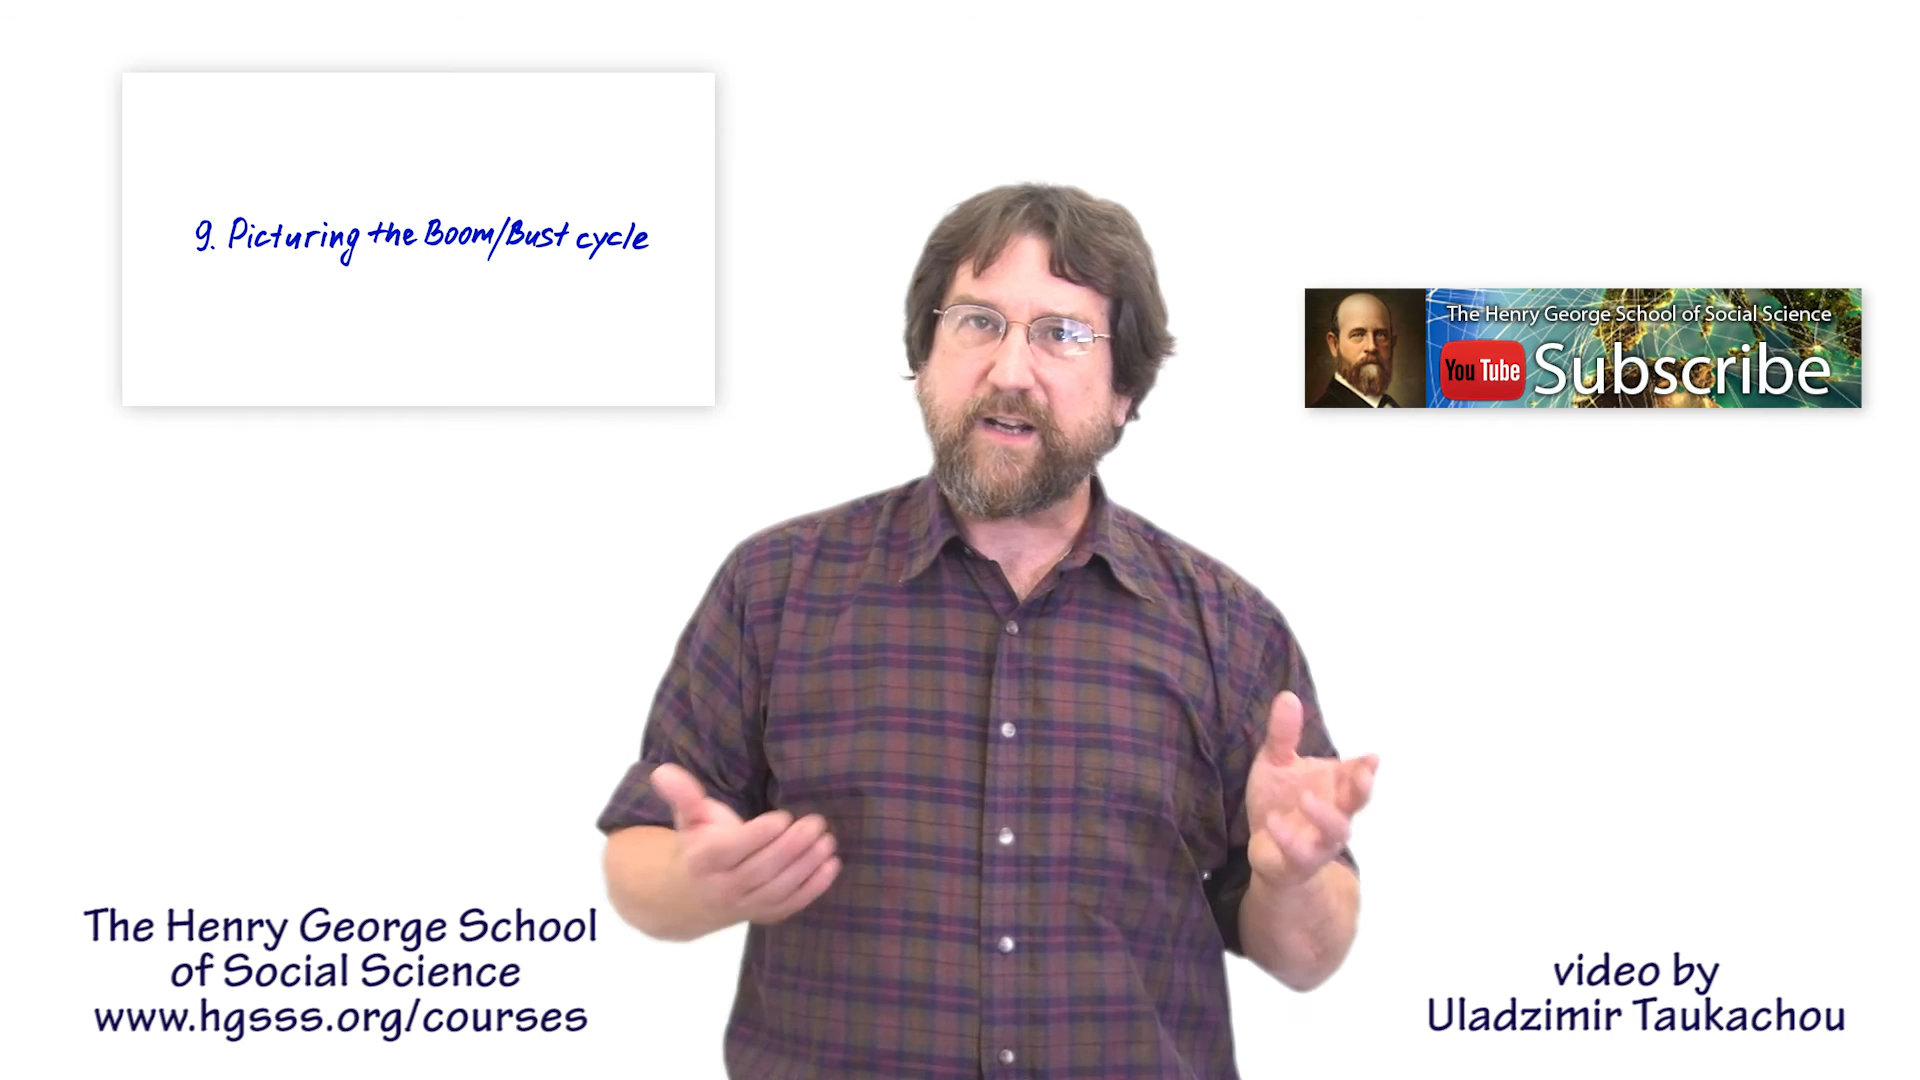 9. Picturing the Boom/Bust cycle
The Henry George School of Social Science
You Tube Subscribe
The Henry George School
of Social Science
www.hgsss.org/courses
video by
Uladzimir Taukachou